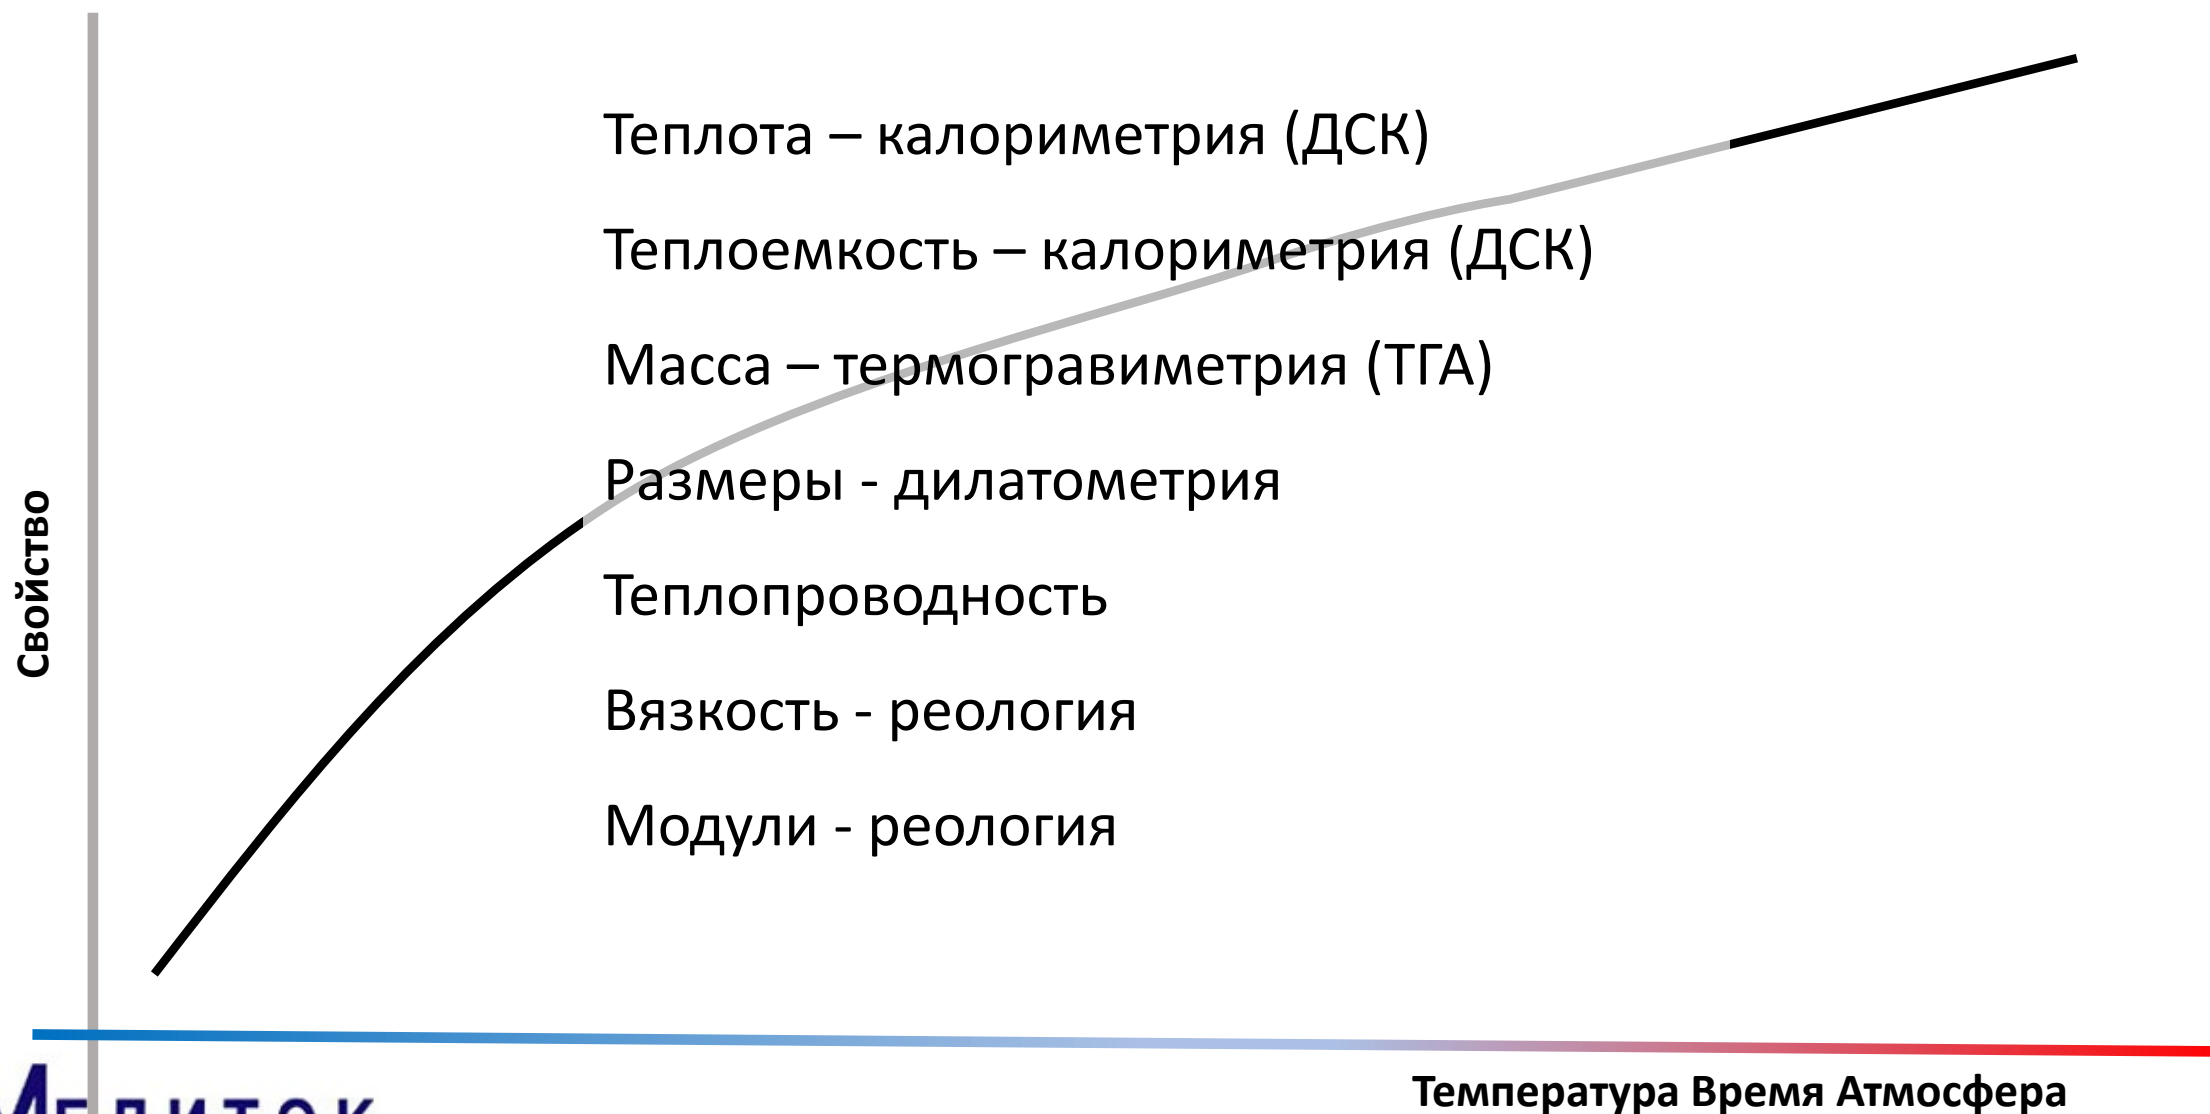 Теплота – калориметрия (ДСК)
Теплоемкость – калориметрия (ДСК)
Масса – термогравиметрия (ТГА)
Размеры - дилатометрия
Теплопроводность
Вязкость - реология
Модули - реология
Свойство
Температура Время Атмосфера